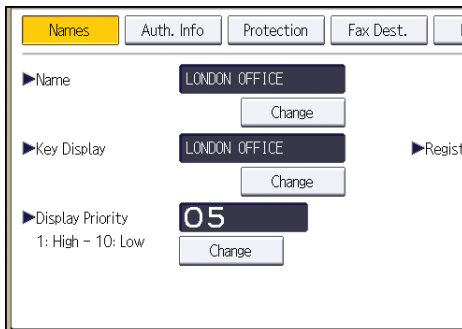 Names Auth. Info Protection Fax Dest.
▶Name LONDON OFFICE
Change
▶Key Display LONDON OFFICE ▶Regist
Change
▶Display Priority 05
1: High - 10: Low Change